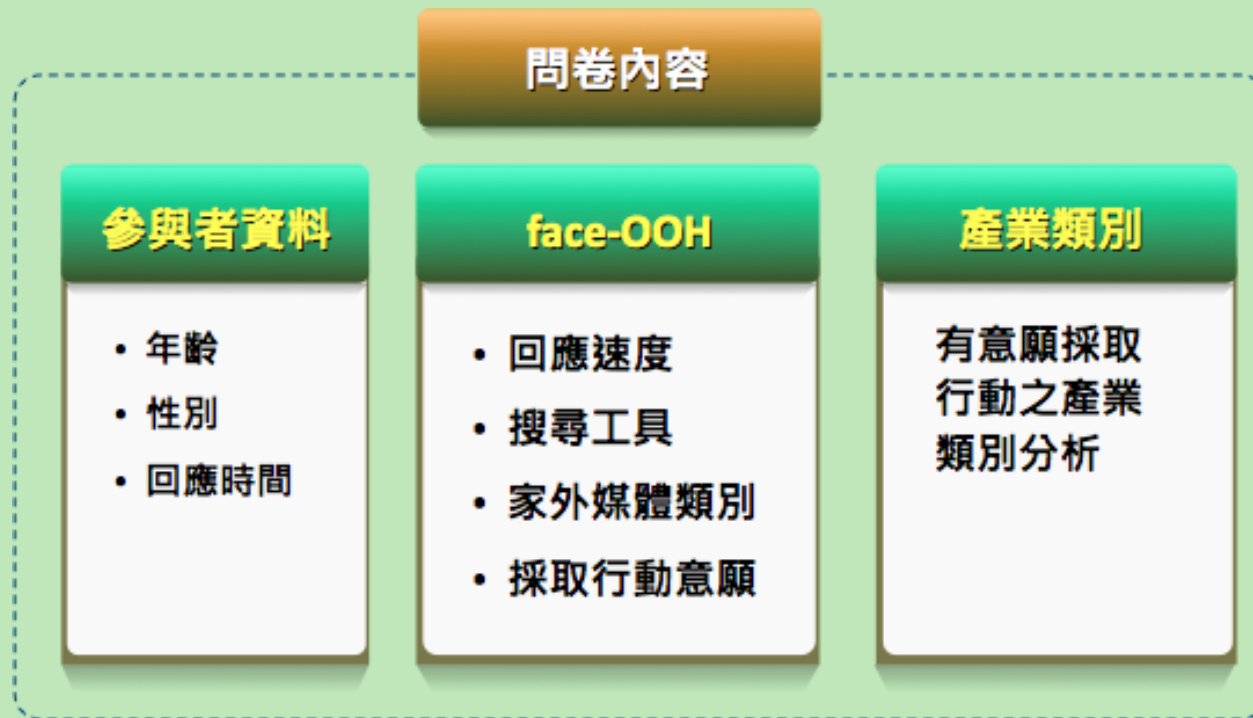 問卷內容
參與者資料
• 年齡
• 性別
• 回應時間
face-OOH
• 回應速度
• 搜尋工具
• 家外媒體類別
• 採取行動意願
產業類別
有意願採取
行動之產業
類別分析